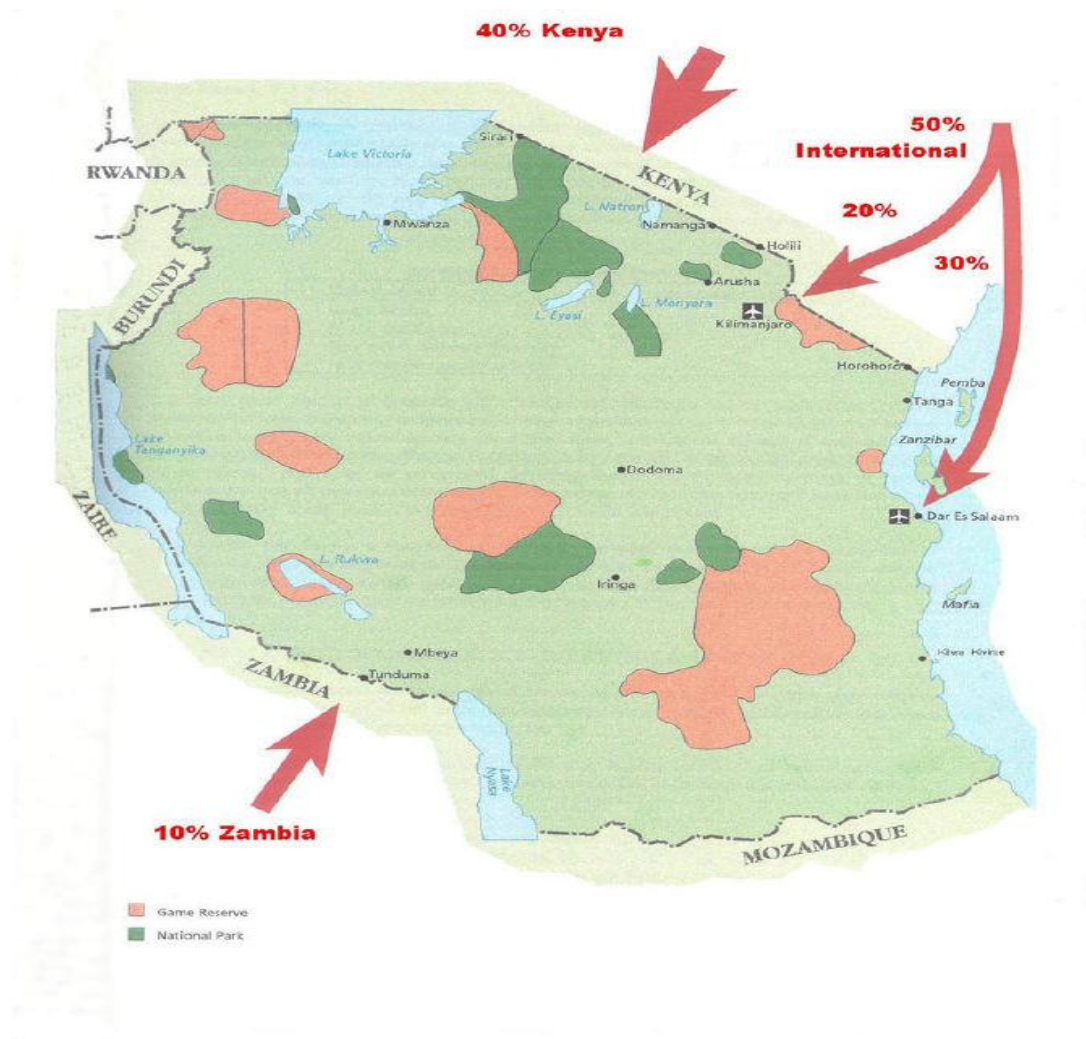 40% Kenya
50%
International
20%
30%
Sirari
Lake Victoria
RWANDA
KENYA
L. Natron
Mwanza
Namanga
Holili
BURUNDI
Arusha
L. Manyara
L. Eyasi
Kilimanjaro
Horohoro
Pemba
Tanga
Lake
Tanganyika
Zanzibar
Dodoma
ZAIRE
Dar Es Salaam
L. Rukwa
Iringa
Mafia
Mbeya
Kilwa Kivinje
ZAMBIA
Tunduma
Lake
Nyasa
10% Zambia
MOZAMBIQUE
Game Reserve
National Park